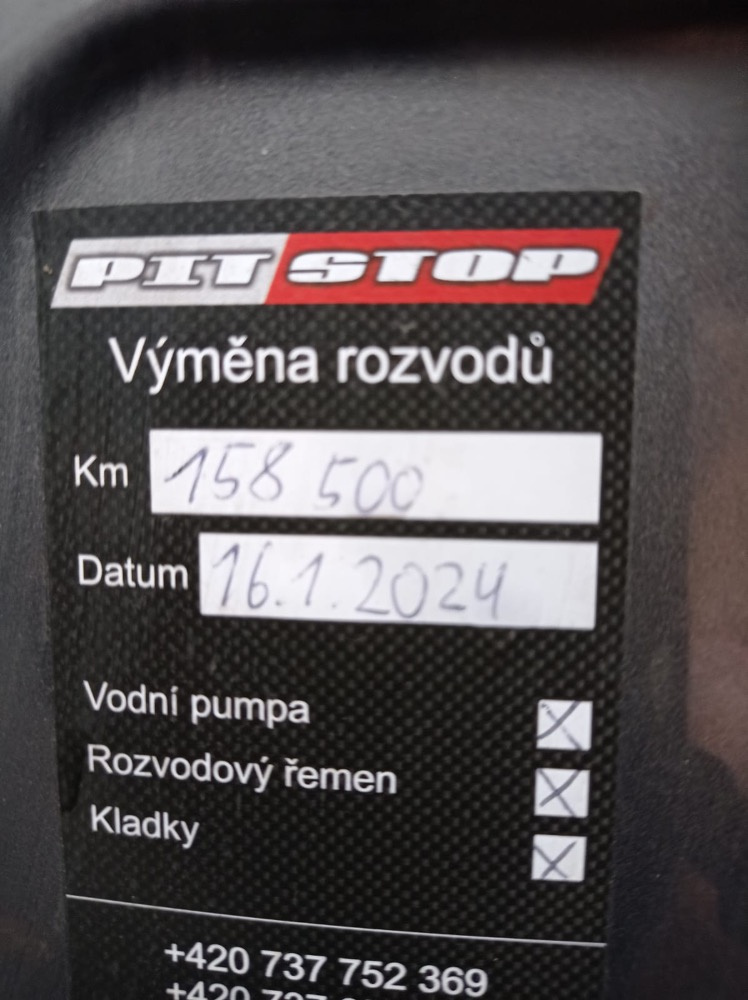 PIT STOP
Výměna rozvodů
Km 158 500
Datum 16.1.2024
Vodní pumpa ☒
Rozvodový řemen ☒
Kladky ☒
+420 737 752 369
+420